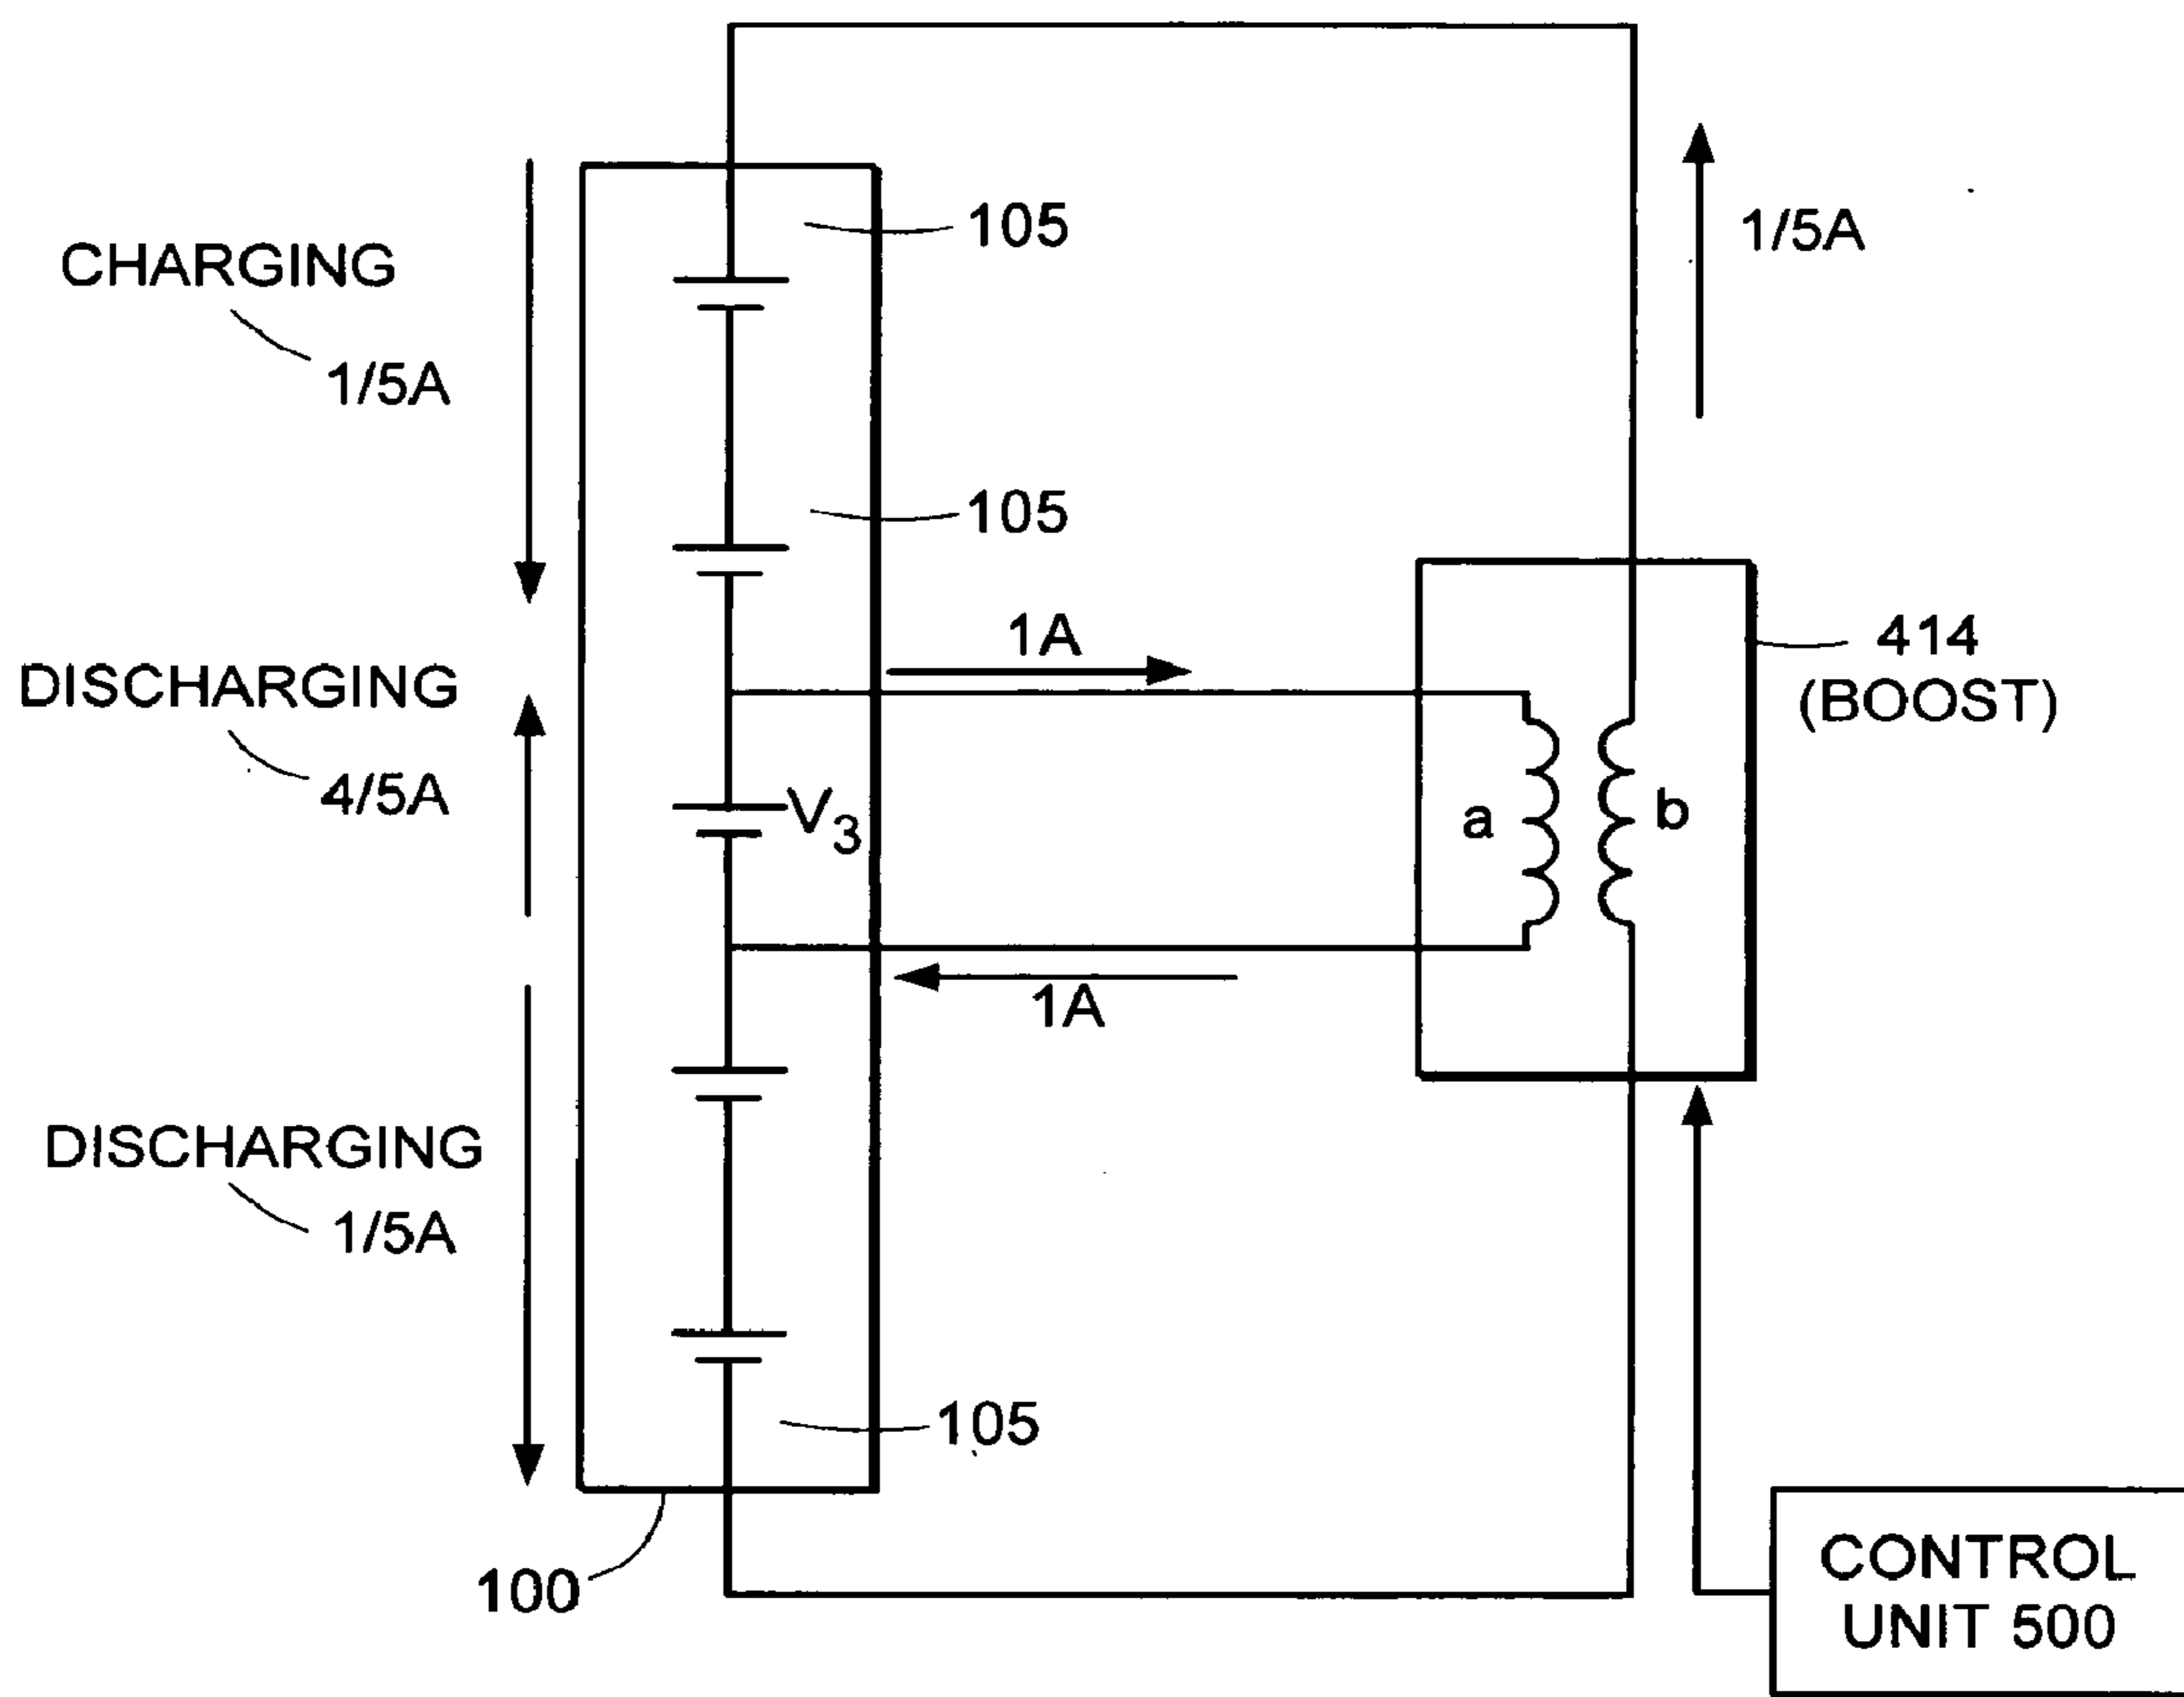 105
1/5A
CHARGING
1/5A
105
1A
414
(BOOST)
DISCHARGING
4/5A
V3
a
b
1A
DISCHARGING
1/5A
105
100
CONTROL
UNIT 500